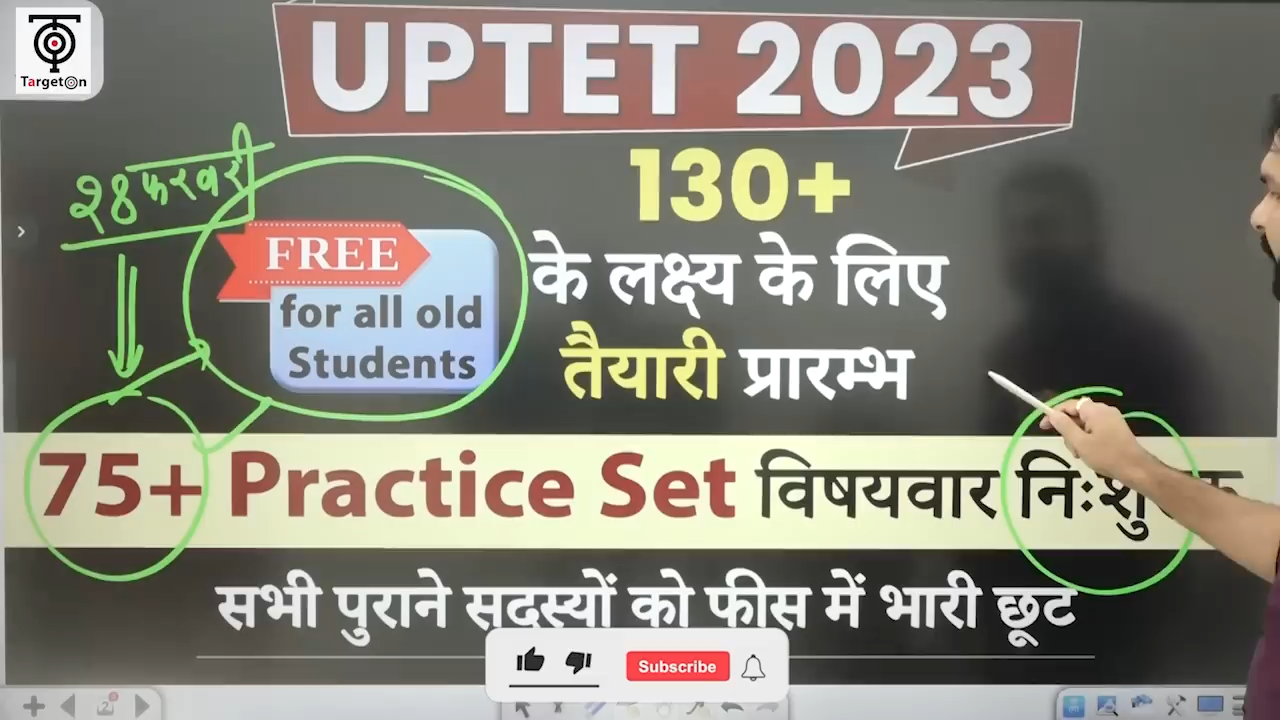 TargetOn
UPTET 2023
२४ फरवरी
130+
FREE
for all old
Students
के लक्ष्य के लिए
तैयारी प्रारम्भ
75+ Practice Set विषयवार
सभी पुराने सदस्यों को फीस में भारी छूट
Subscribe